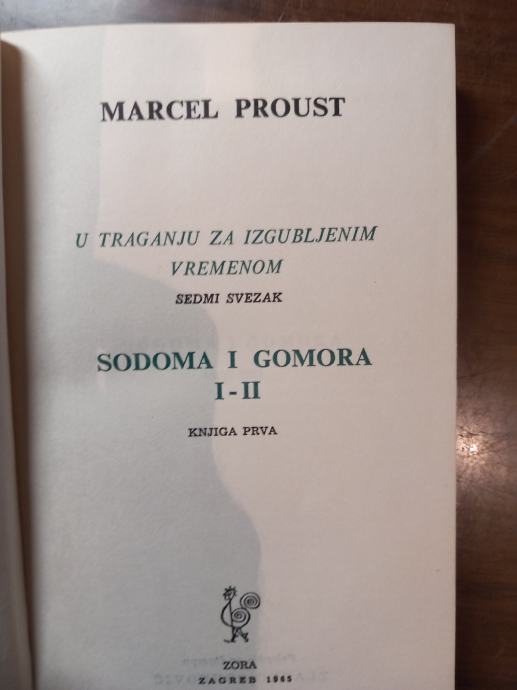 MARCEL PROUST
U TRAGANJU ZA IZGUBLJENIM
VREMENOM
SEDMI SVEZAK
SODOMA I GOMORA
I-II
KNJIGA PRVA
ZORA
ZAGREB 1965